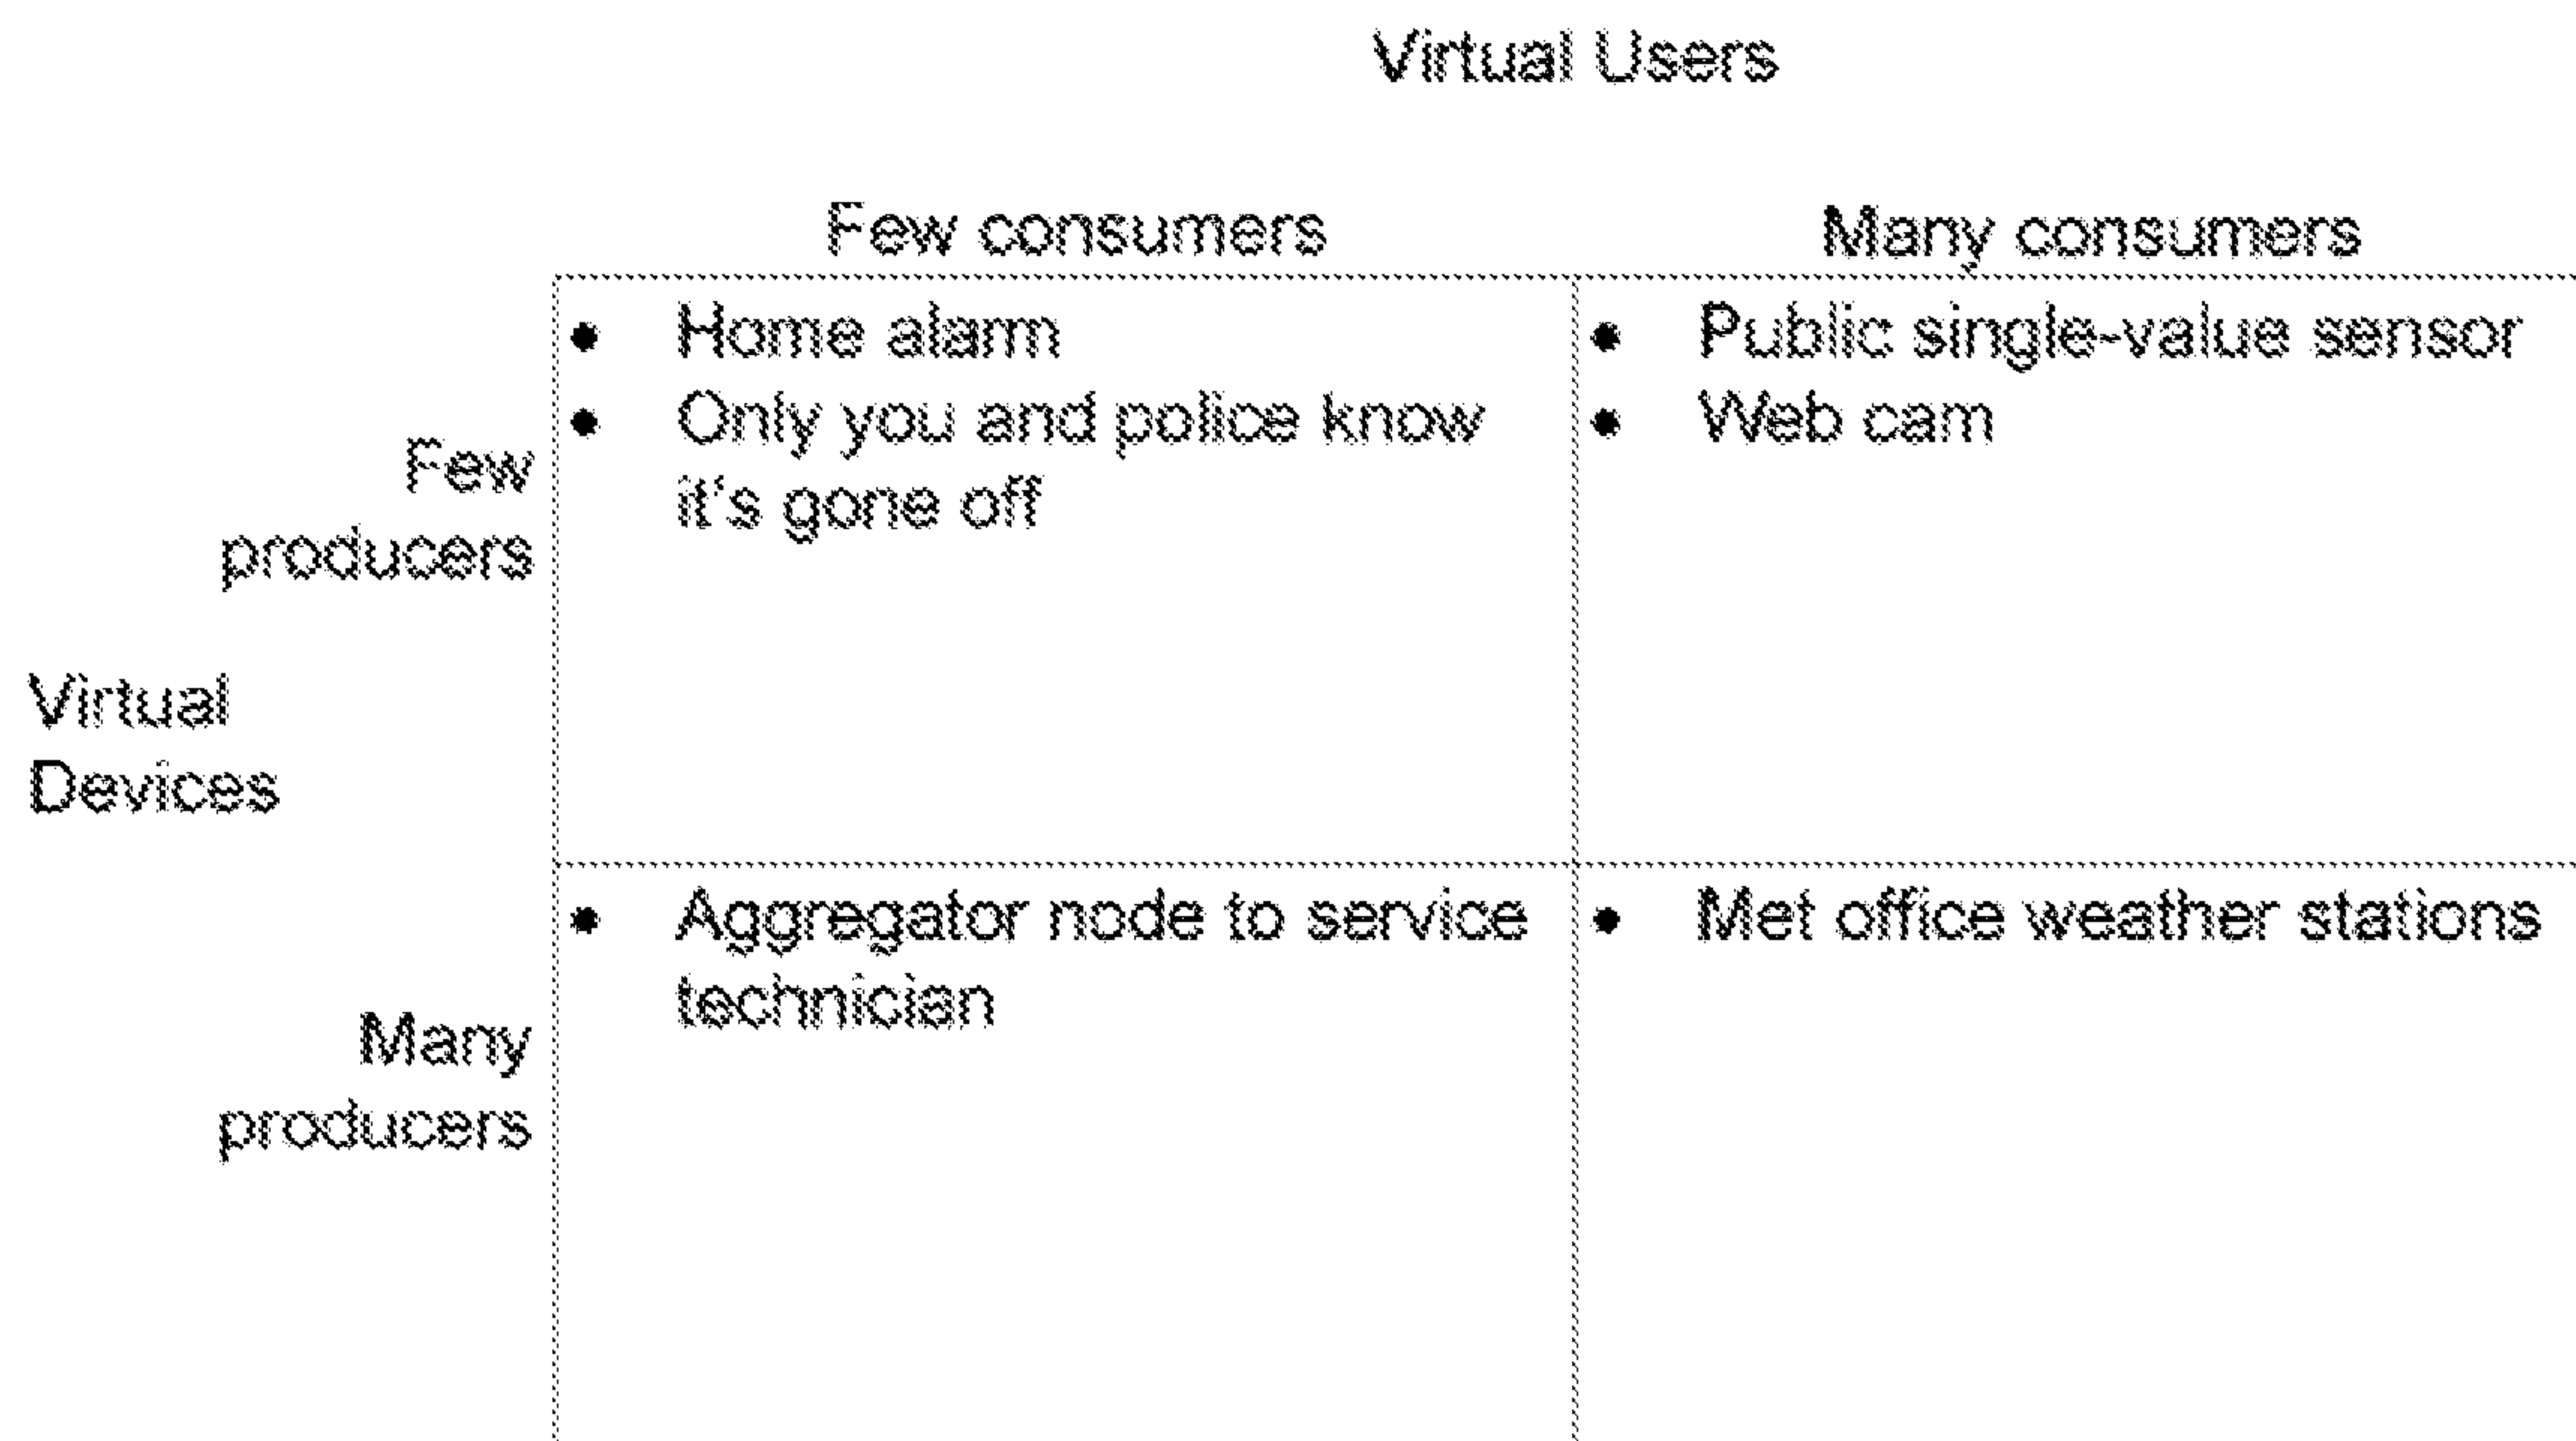 Virtual Users
Few consumers
Many consumers
Few
producers
• Home alarm
• Only you and police know
it's gone off
• Public single-value sensor
• Web cam
Virtual
Devices
Many
producers
• Aggregator node to service
technician
• Met office weather stations